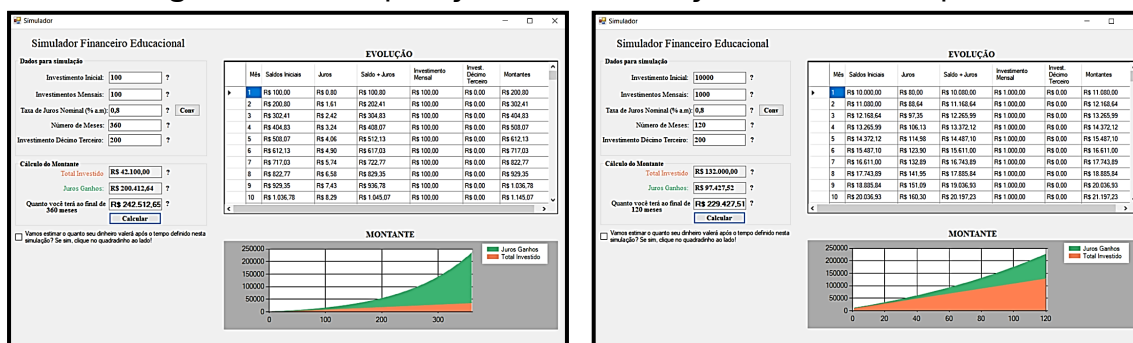 Simulador
Simulador Financeiro Educacional
Dados para simulação
Investimento Inicial: 100 ?
Investimentos Mensais: 100 ?
Taxa de Juros Nominal (% a.m): 0,8 ? Conv
Número de Meses: 360 ?
Investimento Décimo Terceiro: 200 ?
Cálculo do Montante
Total Investido R$ 42.100,00 ?
Juros Ganhos: R$ 200.412,64 ?
Quanto você terá ao final de 360 meses R$ 242.512,65 ?
Calcular
Vamos estimar o quanto seu dinheiro valerá após o tempo definido nesta
simulação? Se sim, clique no quadradinho ao lado!
EVOLUÇÃO
Mês Saldos Iniciais Juros Saldo + Juros Investimento Mensal Invest. Décimo Terceiro Montantes
1 R$ 100,00 R$ 0,80 R$ 100,80 R$ 100,00 R$ 0,00 R$ 200,80
2 R$ 200,80 R$ 1,61 R$ 202,41 R$ 100,00 R$ 0,00 R$ 302,41
3 R$ 302,41 R$ 2,42 R$ 304,83 R$ 100,00 R$ 0,00 R$ 404,83
4 R$ 404,83 R$ 3,24 R$ 408,07 R$ 100,00 R$ 0,00 R$ 508,07
5 R$ 508,07 R$ 4,06 R$ 512,13 R$ 100,00 R$ 0,00 R$ 612,13
6 R$ 612,13 R$ 4,90 R$ 617,03 R$ 100,00 R$ 0,00 R$ 717,03
7 R$ 717,03 R$ 5,74 R$ 722,77 R$ 100,00 R$ 0,00 R$ 822,77
8 R$ 822,77 R$ 6,58 R$ 829,35 R$ 100,00 R$ 0,00 R$ 929,35
9 R$ 929,35 R$ 7,43 R$ 936,78 R$ 100,00 R$ 0,00 R$ 1.036,78
10 R$ 1.036,78 R$ 8,29 R$ 1.045,07 R$ 100,00 R$ 0,00 R$ 1.145,07
MONTANTE
250000
200000
150000
100000
50000
0
0 100 200 300
Juros Ganhos
Total Investido
Simulador
Simulador Financeiro Educacional
Dados para simulação
Investimento Inicial: 10000 ?
Investimentos Mensais: 1000 ?
Taxa de Juros Nominal (% a.m): 0,8 ? Conv
Número de Meses: 120 ?
Investimento Décimo Terceiro: 200 ?
Cálculo do Montante
Total Investido R$ 132.000,00 ?
Juros Ganhos: R$ 97.427,52 ?
Quanto você terá ao final de 120 meses R$ 229.427,51 ?
Calcular
Vamos estimar o quanto seu dinheiro valerá após o tempo definido nesta
simulação? Se sim, clique no quadradinho ao lado!
EVOLUÇÃO
Mês Saldos Iniciais Juros Saldo + Juros Investimento Mensal Invest. Décimo Terceiro Montantes
1 R$ 10.000,00 R$ 80,00 R$ 10.080,00 R$ 1.000,00 R$ 0,00 R$ 11.080,00
2 R$ 11.080,00 R$ 88,64 R$ 11.168,64 R$ 1.000,00 R$ 0,00 R$ 12.168,64
3 R$ 12.168,64 R$ 97,35 R$ 12.265,99 R$ 1.000,00 R$ 0,00 R$ 13.265,99
4 R$ 13.265,99 R$ 106,13 R$ 13.372,12 R$ 1.000,00 R$ 0,00 R$ 14.372,12
5 R$ 14.372,12 R$ 114,98 R$ 14.487,10 R$ 1.000,00 R$ 0,00 R$ 15.487,10
6 R$ 15.487,10 R$ 123,90 R$ 15.611,00 R$ 1.000,00 R$ 0,00 R$ 16.611,00
7 R$ 16.611,00 R$ 132,89 R$ 16.743,89 R$ 1.000,00 R$ 0,00 R$ 17.743,89
8 R$ 17.743,89 R$ 141,95 R$ 17.885,84 R$ 1.000,00 R$ 0,00 R$ 18.885,84
9 R$ 18.885,84 R$ 151,09 R$ 19.036,93 R$ 1.000,00 R$ 0,00 R$ 20.036,93
10 R$ 20.036,93 R$ 160,30 R$ 20.197,23 R$ 1.000,00 R$ 0,00 R$ 21.197,23
MONTANTE
250000
200000
150000
100000
50000
0
0 20 40 60 80 100 120
Juros Ganhos
Total Investido